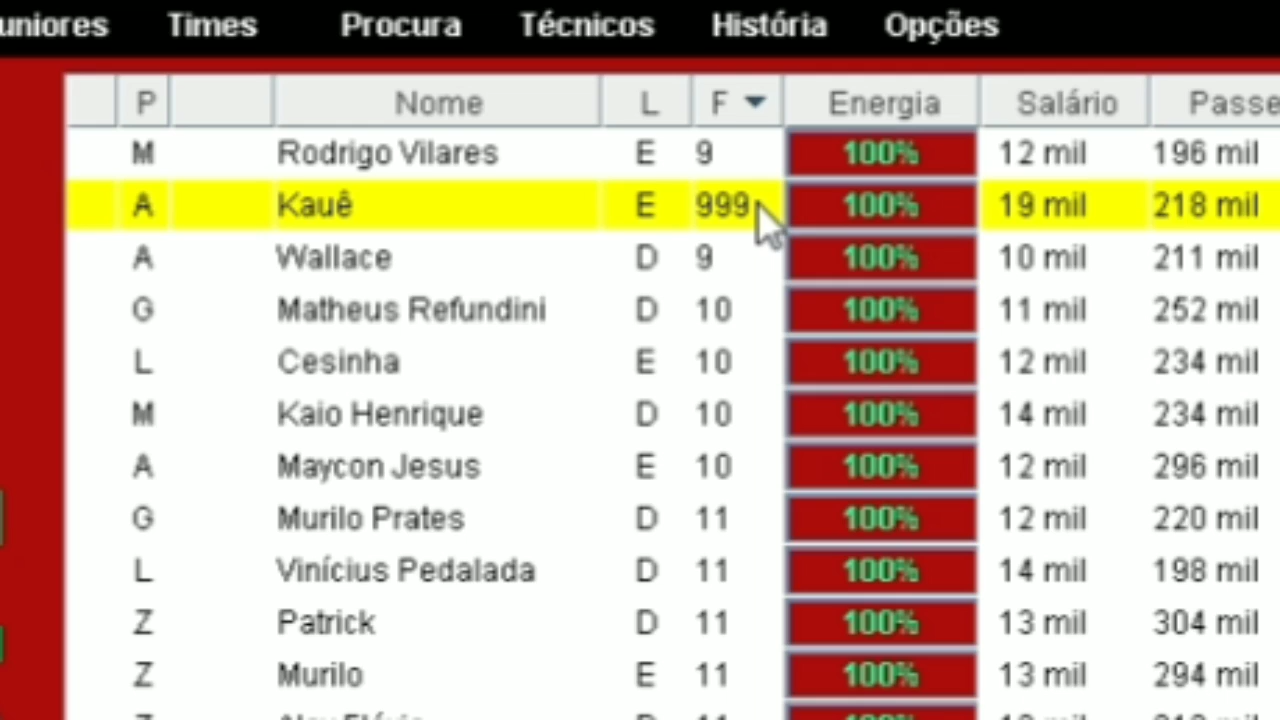 uniores Times Procura Técnicos História Opções
P Nome L F Energia Salário Passe
M Rodrigo Vilares E 9 100% 12 mil 196 mil
A Kauê E 999 100% 19 mil 218 mil
A Wallace D 9 100% 10 mil 211 mil
G Matheus Refundini D 10 100% 11 mil 252 mil
L Cesinha E 10 100% 12 mil 234 mil
M Kaio Henrique D 10 100% 14 mil 234 mil
A Maycon Jesus E 10 100% 12 mil 296 mil
G Murilo Prates D 11 100% 12 mil 220 mil
L Vinícius Pedalada D 11 100% 14 mil 198 mil
Z Patrick D 11 100% 13 mil 304 mil
Z Murilo E 11 100% 13 mil 294 mil